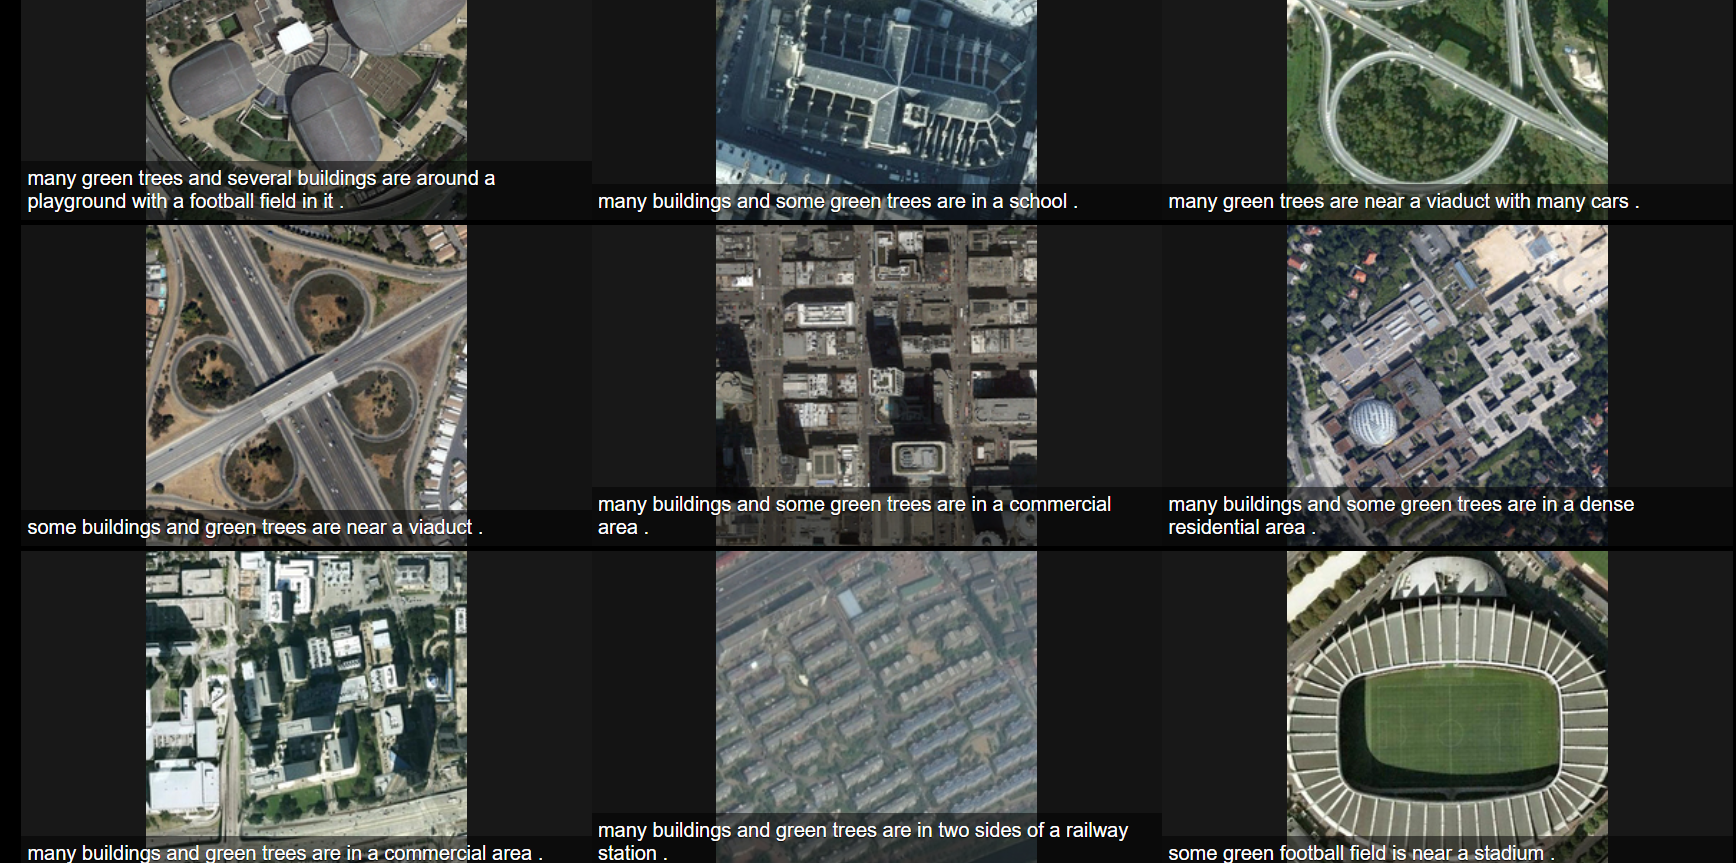 many green trees and several buildings are around a
playground with a football field in it .
many buildings and some green trees are in a school .
many green trees are near a viaduct with many cars .
some buildings and green trees are near a viaduct .
many buildings and some green trees are in a commercial
area .
many buildings and some green trees are in a dense
residential area .
many buildings and green trees are in a commercial area .
many buildings and green trees are in two sides of a railway
station .
some green football field is near a stadium .